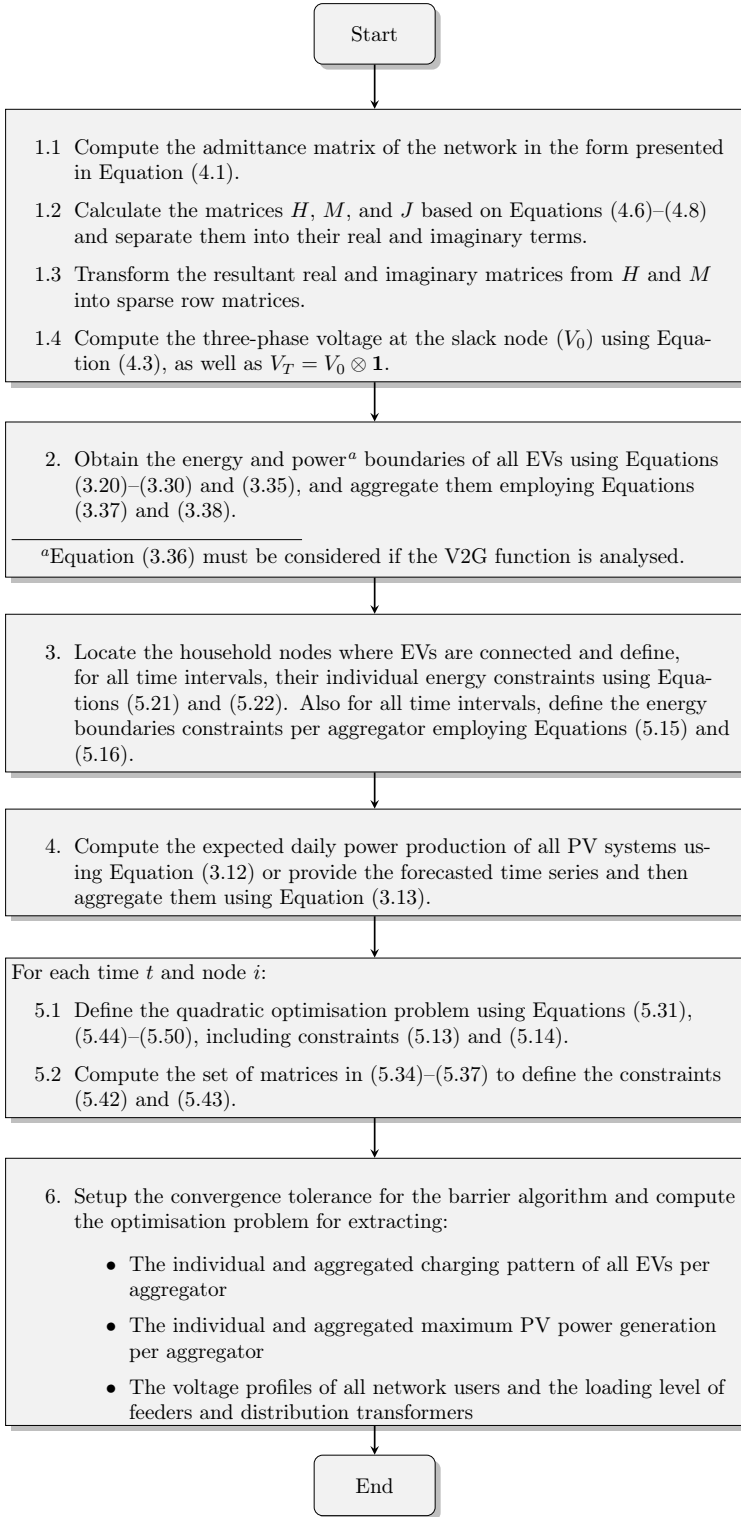 Start
1.1 Compute the admittance matrix of the network in the form presented
in Equation (4.1).
1.2 Calculate the matrices H, M, and J based on Equations (4.6)–(4.8)
and separate them into their real and imaginary terms.
1.3 Transform the resultant real and imaginary matrices from H and M
into sparse row matrices.
1.4 Compute the three-phase voltage at the slack node (V₀) using Equa-
tion (4.3), as well as V_T = V₀ ⊗ 1.
2. Obtain the energy and powerᵃ boundaries of all EVs using Equations
(3.20)–(3.30) and (3.35), and aggregate them employing Equations
(3.37) and (3.38).
ᵃEquation (3.36) must be considered if the V2G function is analysed.
3. Locate the household nodes where EVs are connected and define,
for all time intervals, their individual energy constraints using Equa-
tions (5.21) and (5.22). Also for all time intervals, define the energy
boundaries constraints per aggregator employing Equations (5.15) and
(5.16).
4. Compute the expected daily power production of all PV systems us-
ing Equation (3.12) or provide the forecasted time series and then
aggregate them using Equation (3.13).
For each time t and node i:
5.1 Define the quadratic optimisation problem using Equations (5.31),
(5.44)–(5.50), including constraints (5.13) and (5.14).
5.2 Compute the set of matrices in (5.34)–(5.37) to define the constraints
(5.42) and (5.43).
6. Setup the convergence tolerance for the barrier algorithm and compute
the optimisation problem for extracting:
• The individual and aggregated charging pattern of all EVs per
aggregator
• The individual and aggregated maximum PV power generation
per aggregator
• The voltage profiles of all network users and the loading level of
feeders and distribution transformers
End